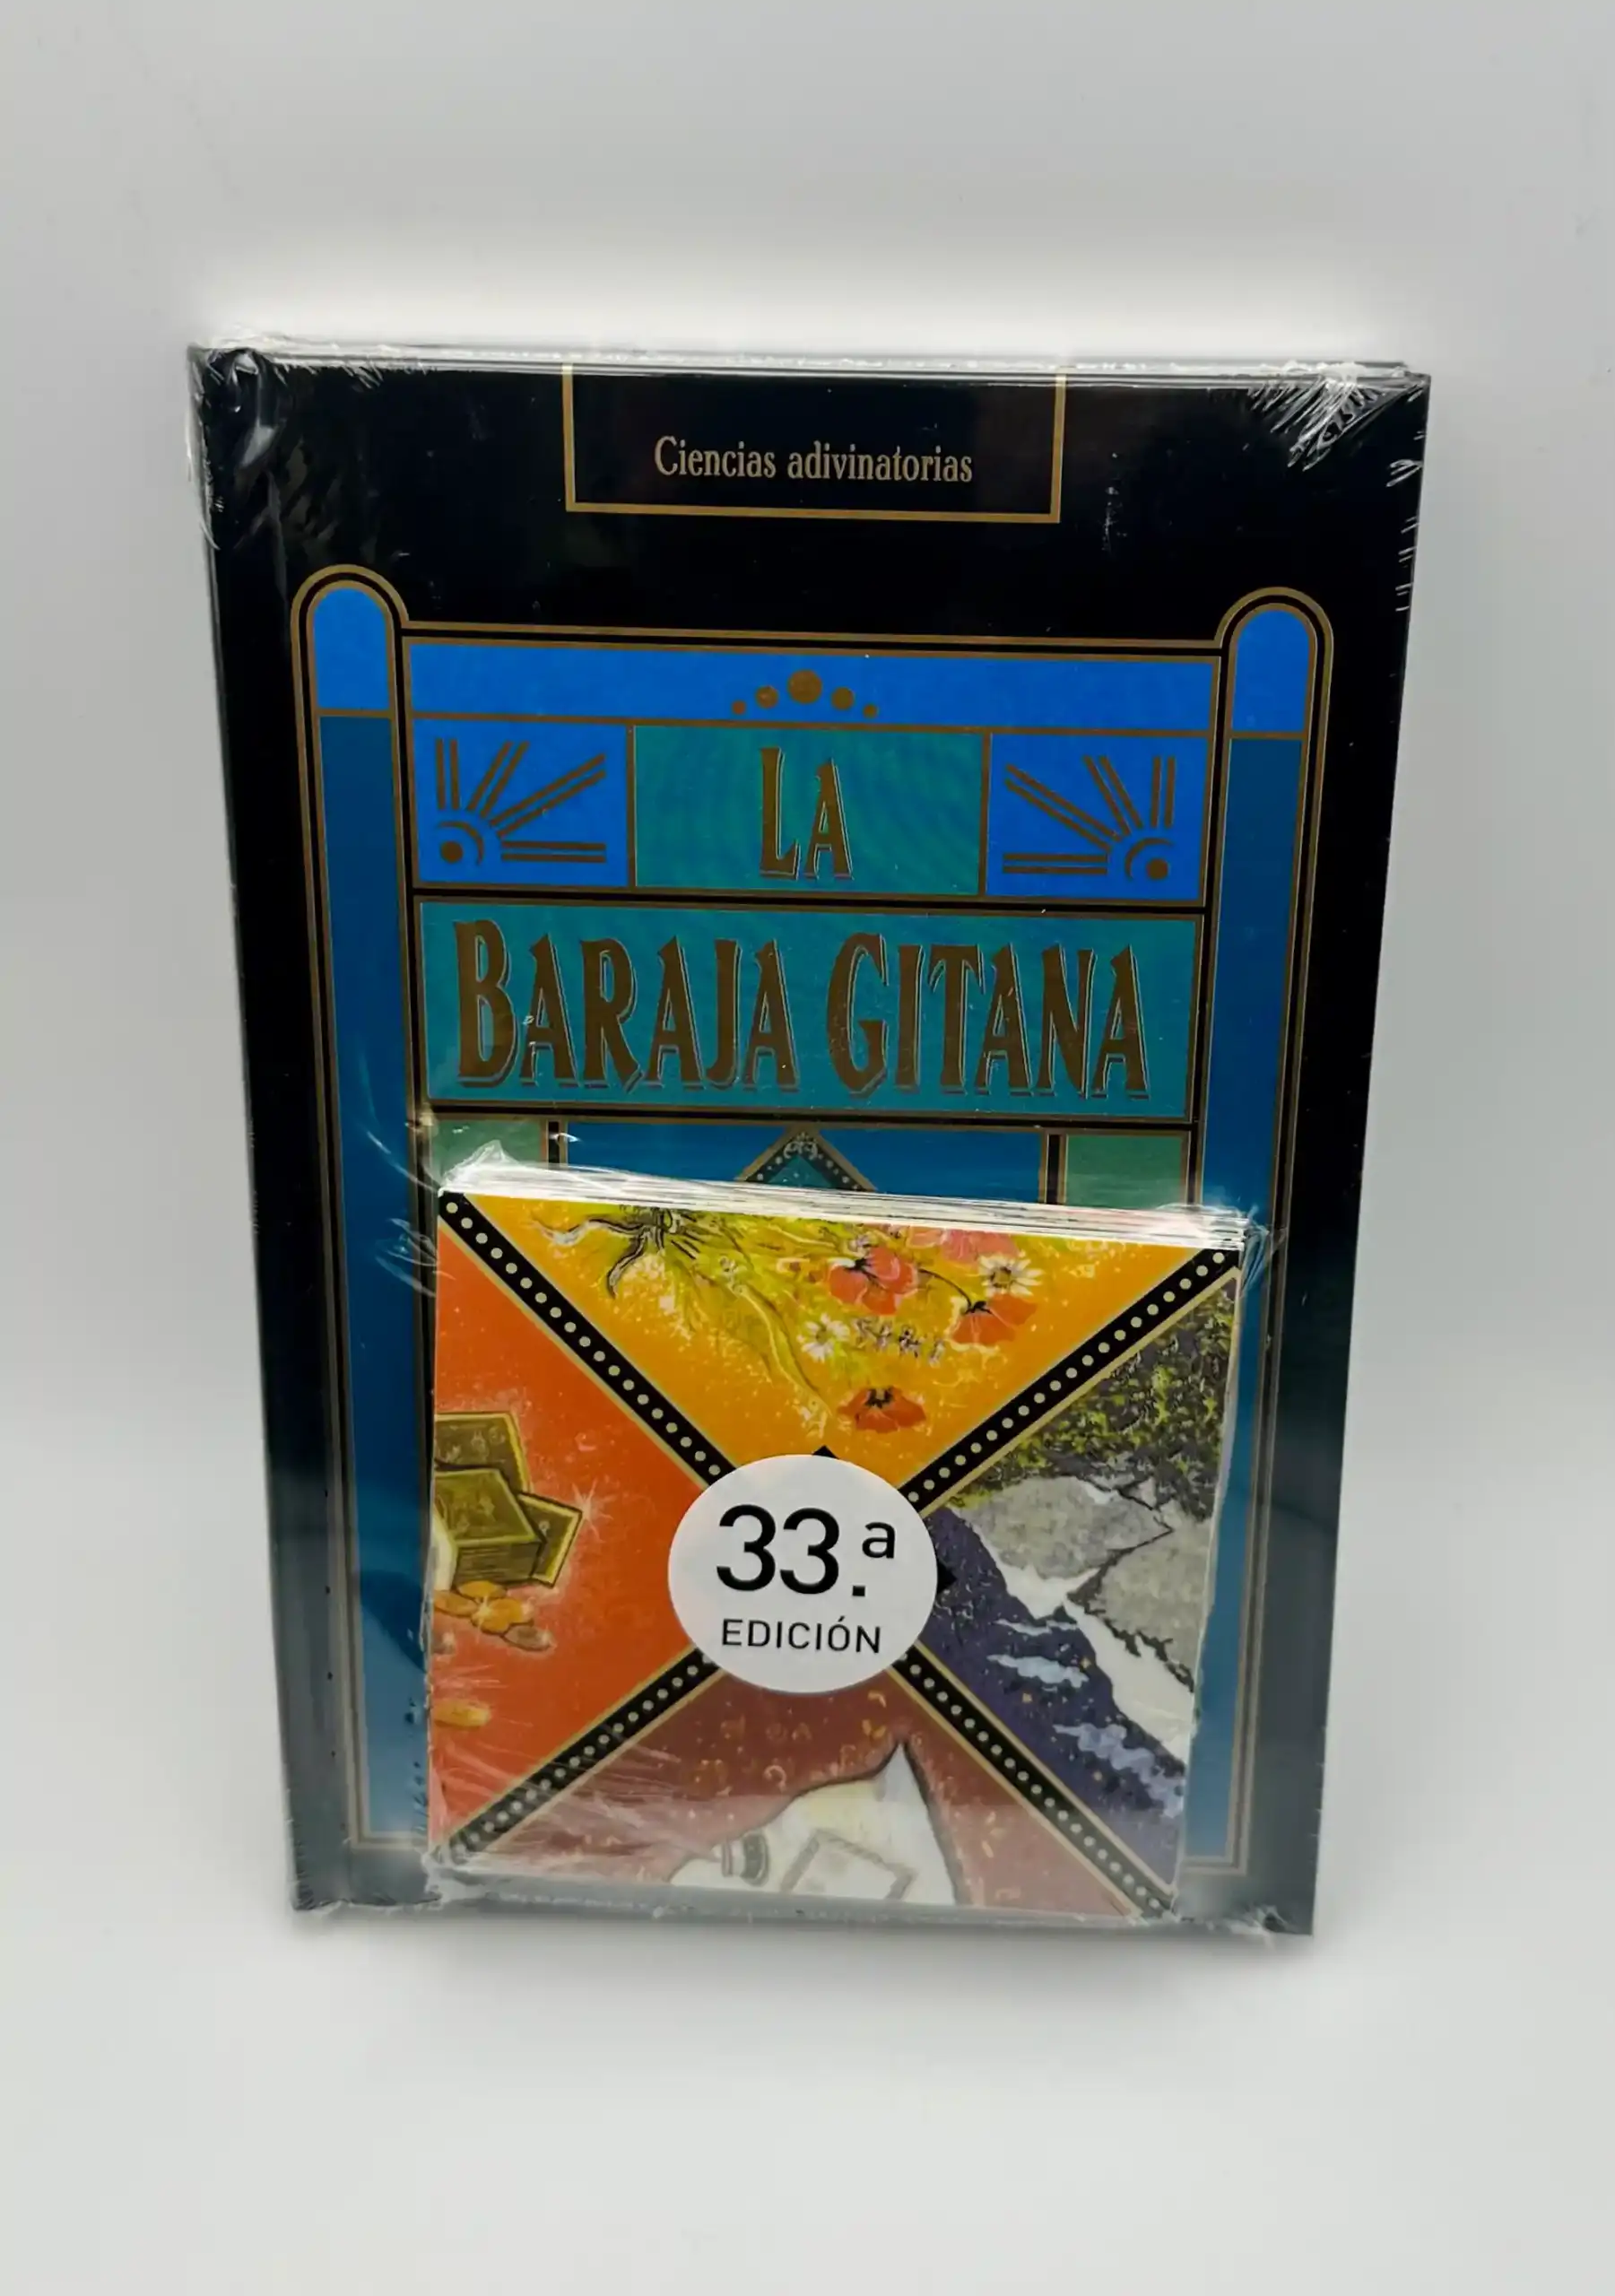 Ciencias adivinatorias
LA
BARAJA GITANA
33.ª
EDICIÓN